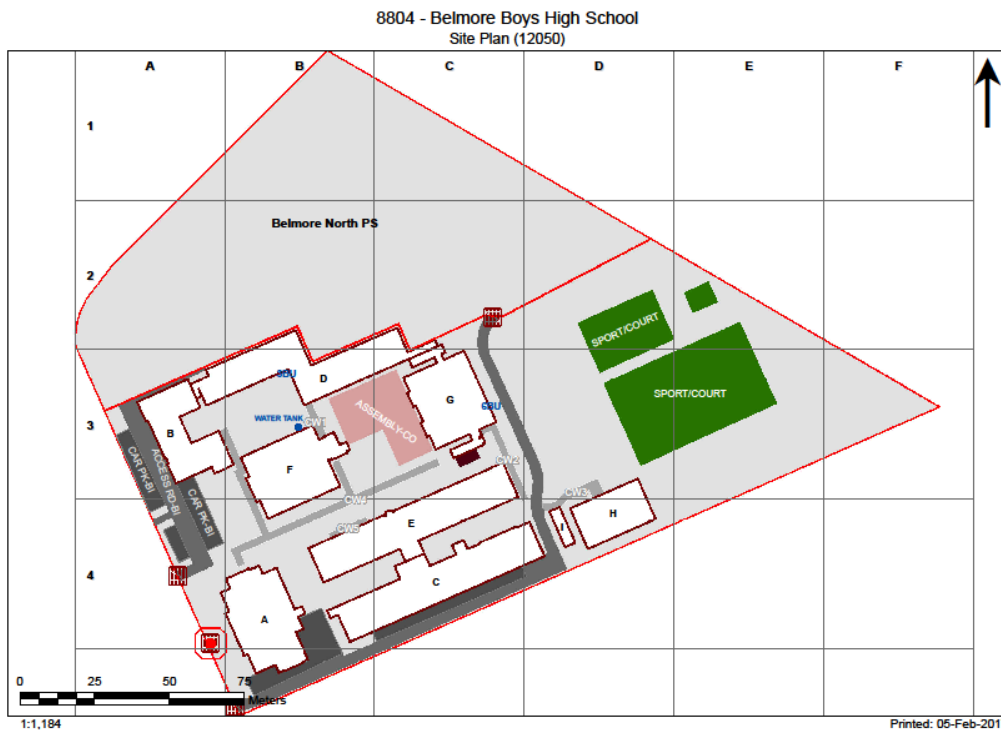 8804 - Belmore Boys High School
Site Plan (12050)
A B C D E F
1
Belmore North PS
2
SPORT/COURT
SPORT/COURT
SBU
D
WATER TANK
CW1
ASSEMBLY-CO
G
SBU
3
B
CAR PK-BI
ACCESS RD-BI
CAR PK-BI
F
CW2
CW4
CW3
CW5
E
I
H
4
C
A
0 25 50 75
Meters
1:1,184
Printed: 05-Feb-201